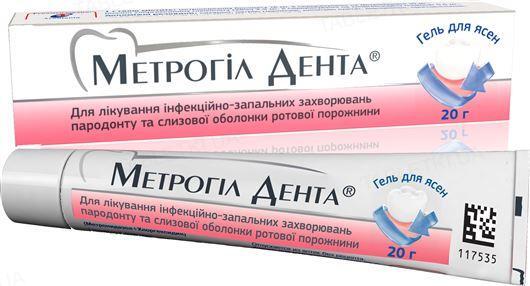 МЕТРОГІЛ ДЕНТА®
Гель для ясен
Для лікування інфекційно-запальних захворювань
пародонту та слизової оболонки ротової порожнини
20 г
МЕТРОГІЛ ДЕНТА®
Гель для ясен
Для лікування інфекційно-запальних захворювань
пародонту та слизової оболонки ротової порожнини
20 г
117535